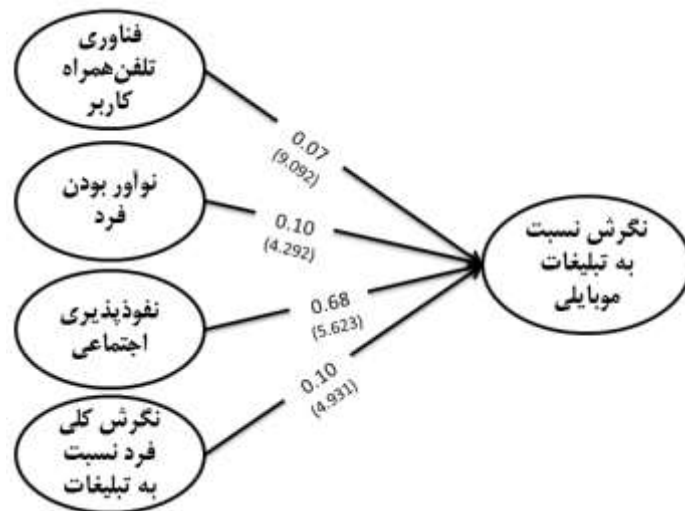 فناوری
تلفن‌همراه
کاربر
0.07
(9.092)
نوآور بودن
فرد
0.10
(4.292)
نگرش نسبت
به تبلیغات
موبایلی
نفوذپذیری
اجتماعی
0.68
(5.623)
نگرش کلی
فرد نسبت
به تبلیغات
0.10
(4.931)